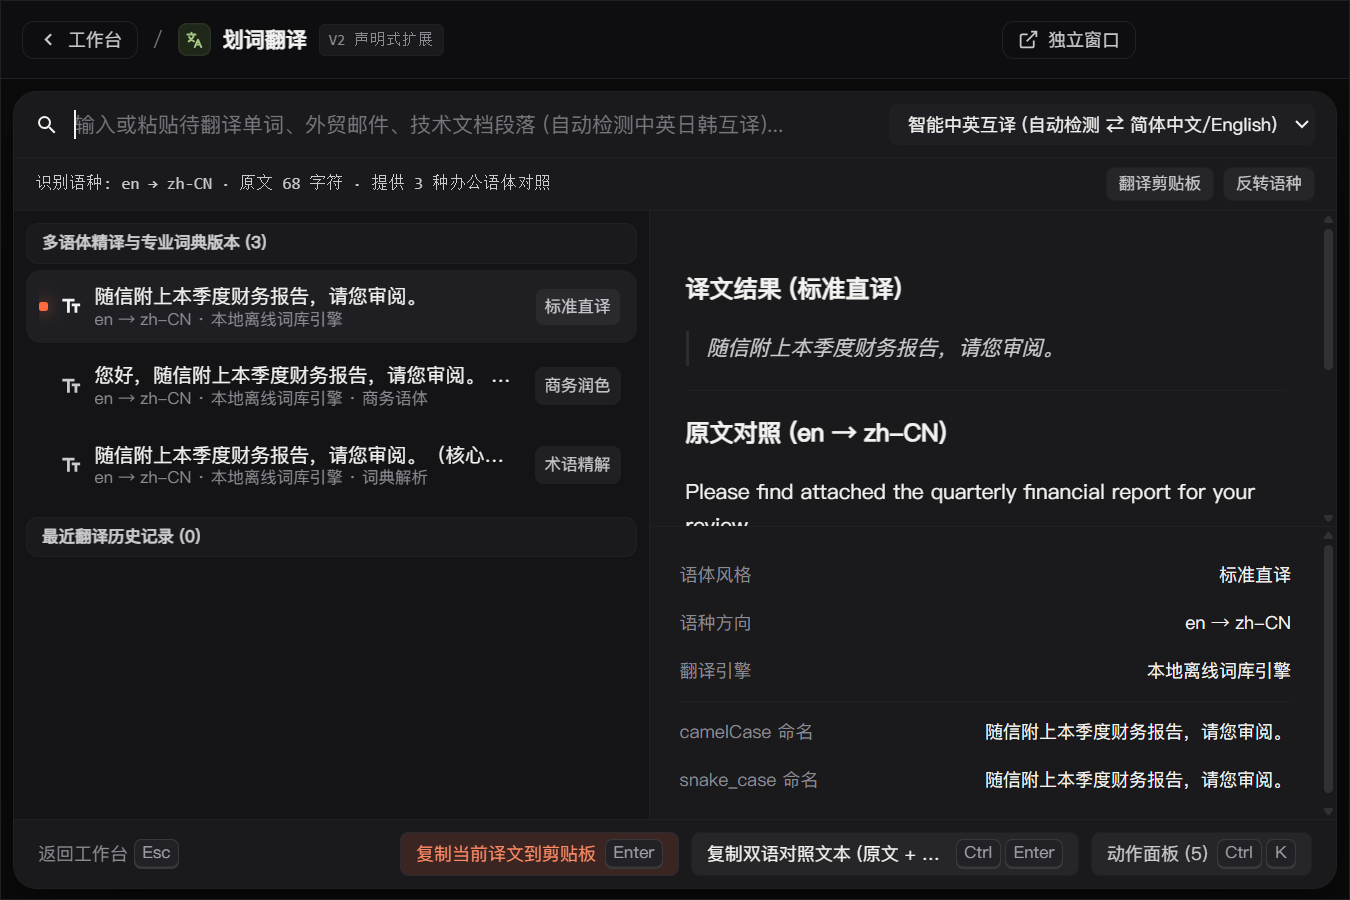 工作台 / 划词翻译 V2 声明式扩展 独立窗口
输入或粘贴待翻译单词、外贸邮件、技术文档段落 (自动检测中英日韩互译)... 智能中英互译 (自动检测 ⇄ 简体中文/English)
识别语种: en → zh-CN · 原文 68 字符 · 提供 3 种办公语体对照 翻译剪贴板 反转语种
多语体精译与专业词典版本 (3)
随信附上本季度财务报告，请您审阅。 标准直译
en → zh-CN · 本地离线词库引擎
您好，随信附上本季度财务报告，请您审阅。 ... 商务润色
en → zh-CN · 本地离线词库引擎 · 商务语体
随信附上本季度财务报告，请您审阅。（核心... 术语精解
en → zh-CN · 本地离线词库引擎 · 词典解析
最近翻译历史记录 (0)
译文结果 (标准直译)
随信附上本季度财务报告，请您审阅。
原文对照 (en → zh-CN)
Please find attached the quarterly financial report for your
review
语体风格 标准直译
语种方向 en → zh-CN
翻译引擎 本地离线词库引擎
camelCase 命名 随信附上本季度财务报告，请您审阅。
snake_case 命名 随信附上本季度财务报告，请您审阅。
返回工作台 Esc 复制当前译文到剪贴板 Enter 复制双语对照文本 (原文 + ... Ctrl Enter 动作面板 (5) Ctrl K